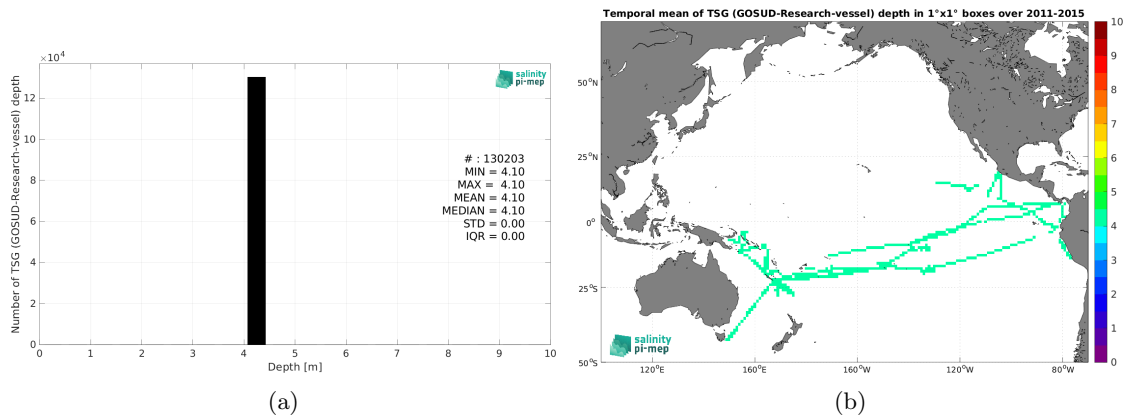 ×10⁴
12
10
8
6
4
2
0
Number of TSG (GOSUD-Research-vessel) depth
salinity
pi-mep
# : 130203
MIN = 4.10
MAX = 4.10
MEAN = 4.10
MEDIAN = 4.10
STD = 0.00
IQR = 0.00
0 1 2 3 4 5 6 7 8 9 10
Depth [m]
(a)
Temporal mean of TSG (GOSUD-Research-vessel) depth in 1°x1° boxes over 2011-2015
50°N
25°N
0°
25°S
50°S
salinity
pi-mep
120°E 160°E 160°W 120°W 80°W
10
9
8
7
6
5
4
3
2
1
0
(b)